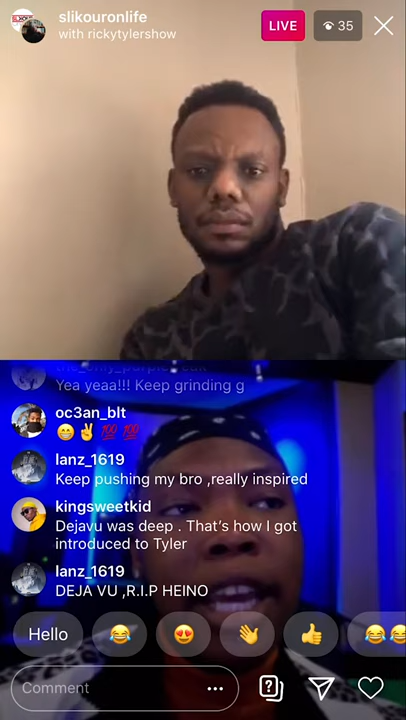 slikouronlife
with rickytylershow
LIVE
35
Yea yeaa!!! Keep grinding g
oc3an_blt
😁✌️💯💯
lanz_1619
Keep pushing my bro ,really inspired
kingsweetkid
Dejavu was deep . That’s how I got
introduced to Tyler
lanz_1619
DEJA VU ,R.I.P HEINO
Hello 😂 😍 👋 👍 😂😂
Comment